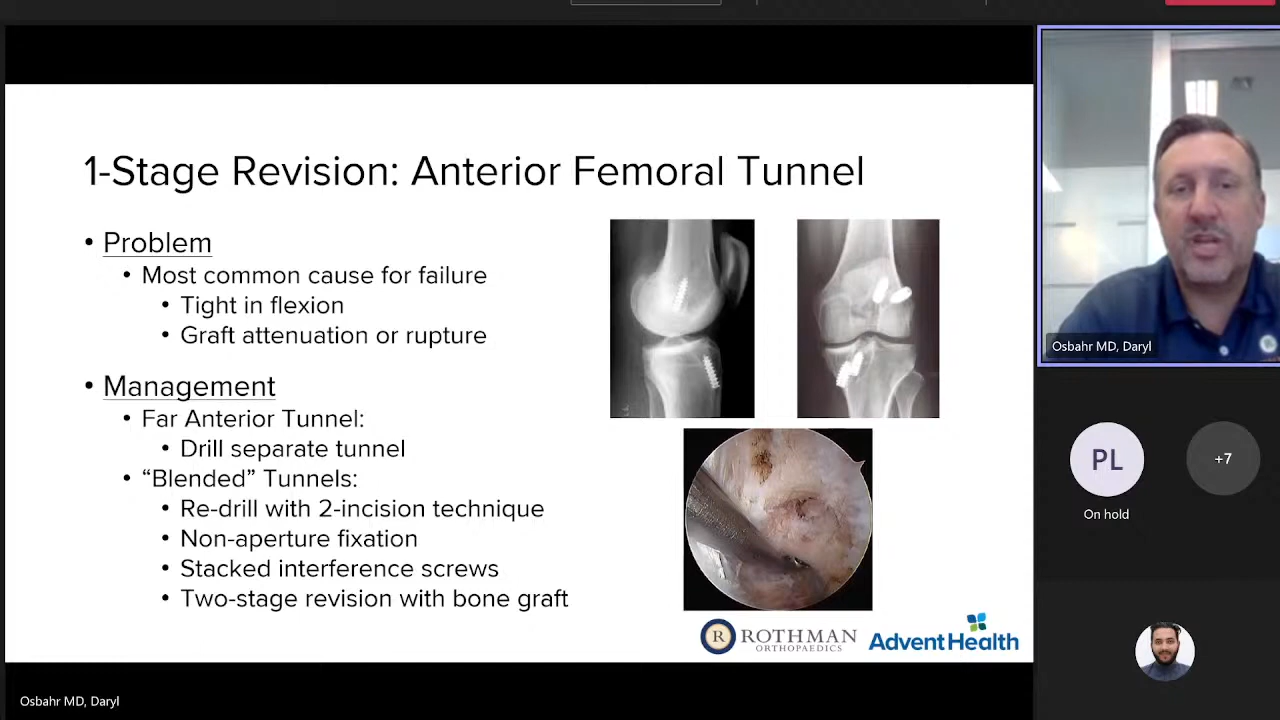 1-Stage Revision: Anterior Femoral Tunnel
• Problem
• Most common cause for failure
• Tight in flexion
• Graft attenuation or rupture
• Management
• Far Anterior Tunnel:
• Drill separate tunnel
• “Blended” Tunnels:
• Re-drill with 2-incision technique
• Non-aperture fixation
• Stacked interference screws
• Two-stage revision with bone graft
R ROTHMAN
ORTHOPAEDICS
AdventHealth
Osbahr MD, Daryl
PL
+7
On hold
Osbahr MD, Daryl